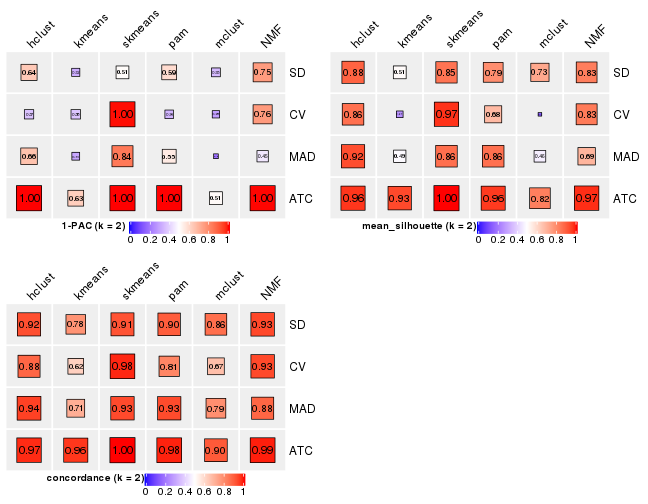 hclust kmeans skmeans pam mclust NMF
0.64 0.51 0.59 0.75 SD
1.00 0.76 CV
0.66 0.84 0.55 MAD
1.00 0.63 1.00 1.00 0.51 1.00 ATC
1-PAC (k = 2)
0 0.2 0.4 0.6 0.8 1
hclust kmeans skmeans pam mclust NMF
0.88 0.51 0.85 0.79 0.73 0.83 SD
0.86 0.97 0.68 0.83 CV
0.92 0.49 0.86 0.86 0.69 MAD
0.96 0.93 1.00 0.96 0.82 0.97 ATC
mean_silhouette (k = 2)
0 0.2 0.4 0.6 0.8 1
hclust kmeans skmeans pam mclust NMF
0.92 0.78 0.91 0.90 0.86 0.93 SD
0.88 0.62 0.98 0.81 0.67 0.93 CV
0.94 0.71 0.93 0.93 0.79 0.88 MAD
0.97 0.96 1.00 0.98 0.90 0.99 ATC
concordance (k = 2)
0 0.2 0.4 0.6 0.8 1